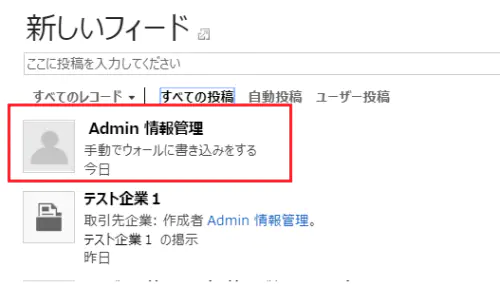 新しいフィード
ここに投稿を入力してください
すべてのレコード すべての投稿 自動投稿 ユーザー投稿
Admin 情報管理
手動でウォールに書き込みをする
今日
テスト企業 1
取引先企業: 作成者 Admin 情報管理。
テスト企業 1 の掲示
昨日